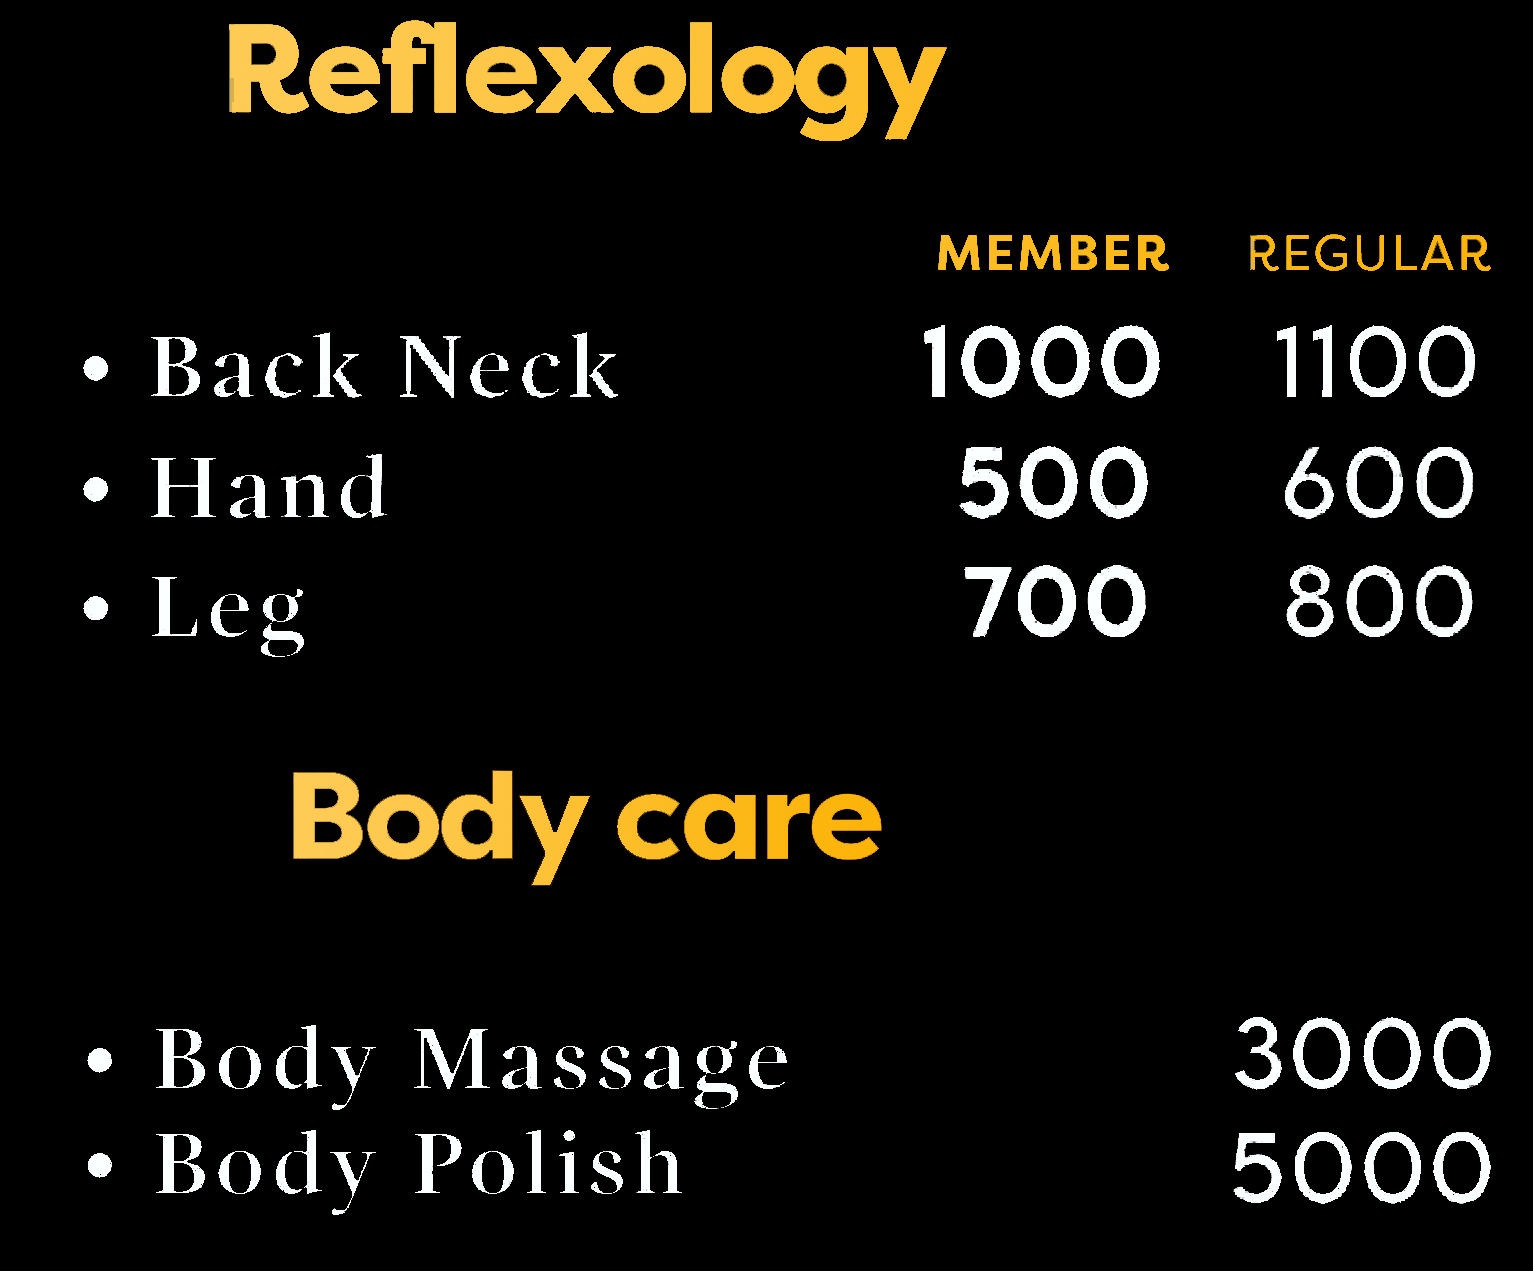 Reflexology
MEMBER REGULAR
• Back Neck 1000 1100
• Hand 500 600
• Leg 700 800
Body care
• Body Massage 3000
• Body Polish 5000